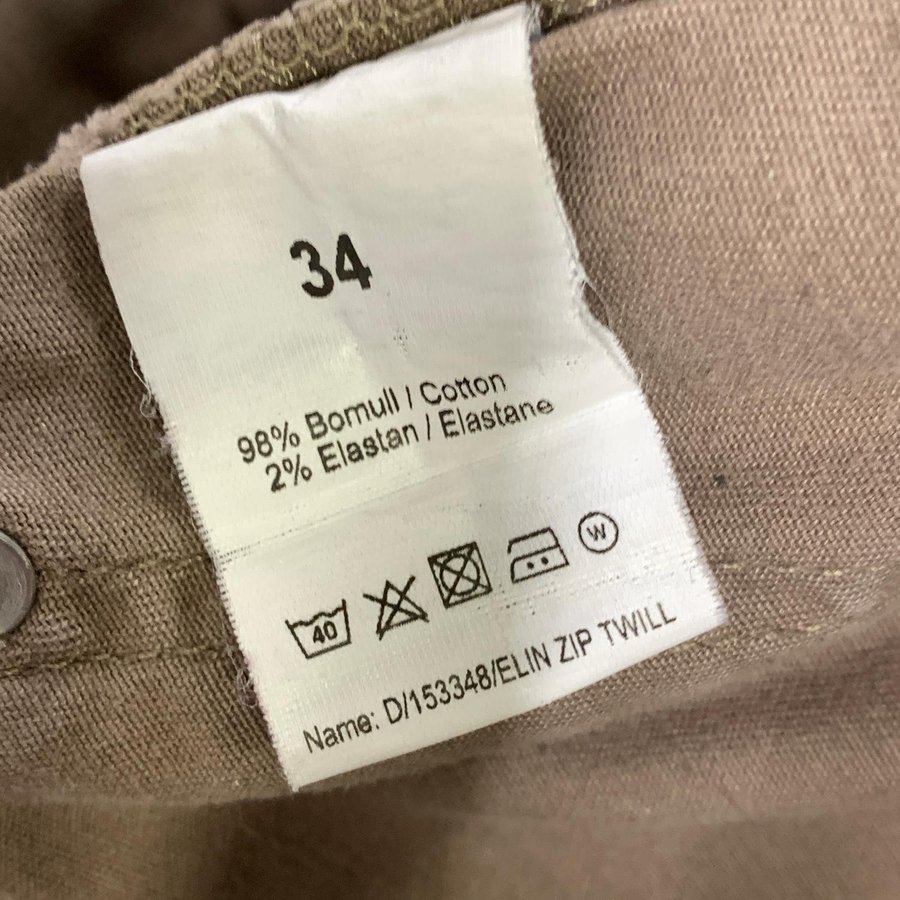 34
98% Bomull / Cotton
2% Elastan / Elastane
40 W
Name: D/153348/ELIN ZIP TWILL